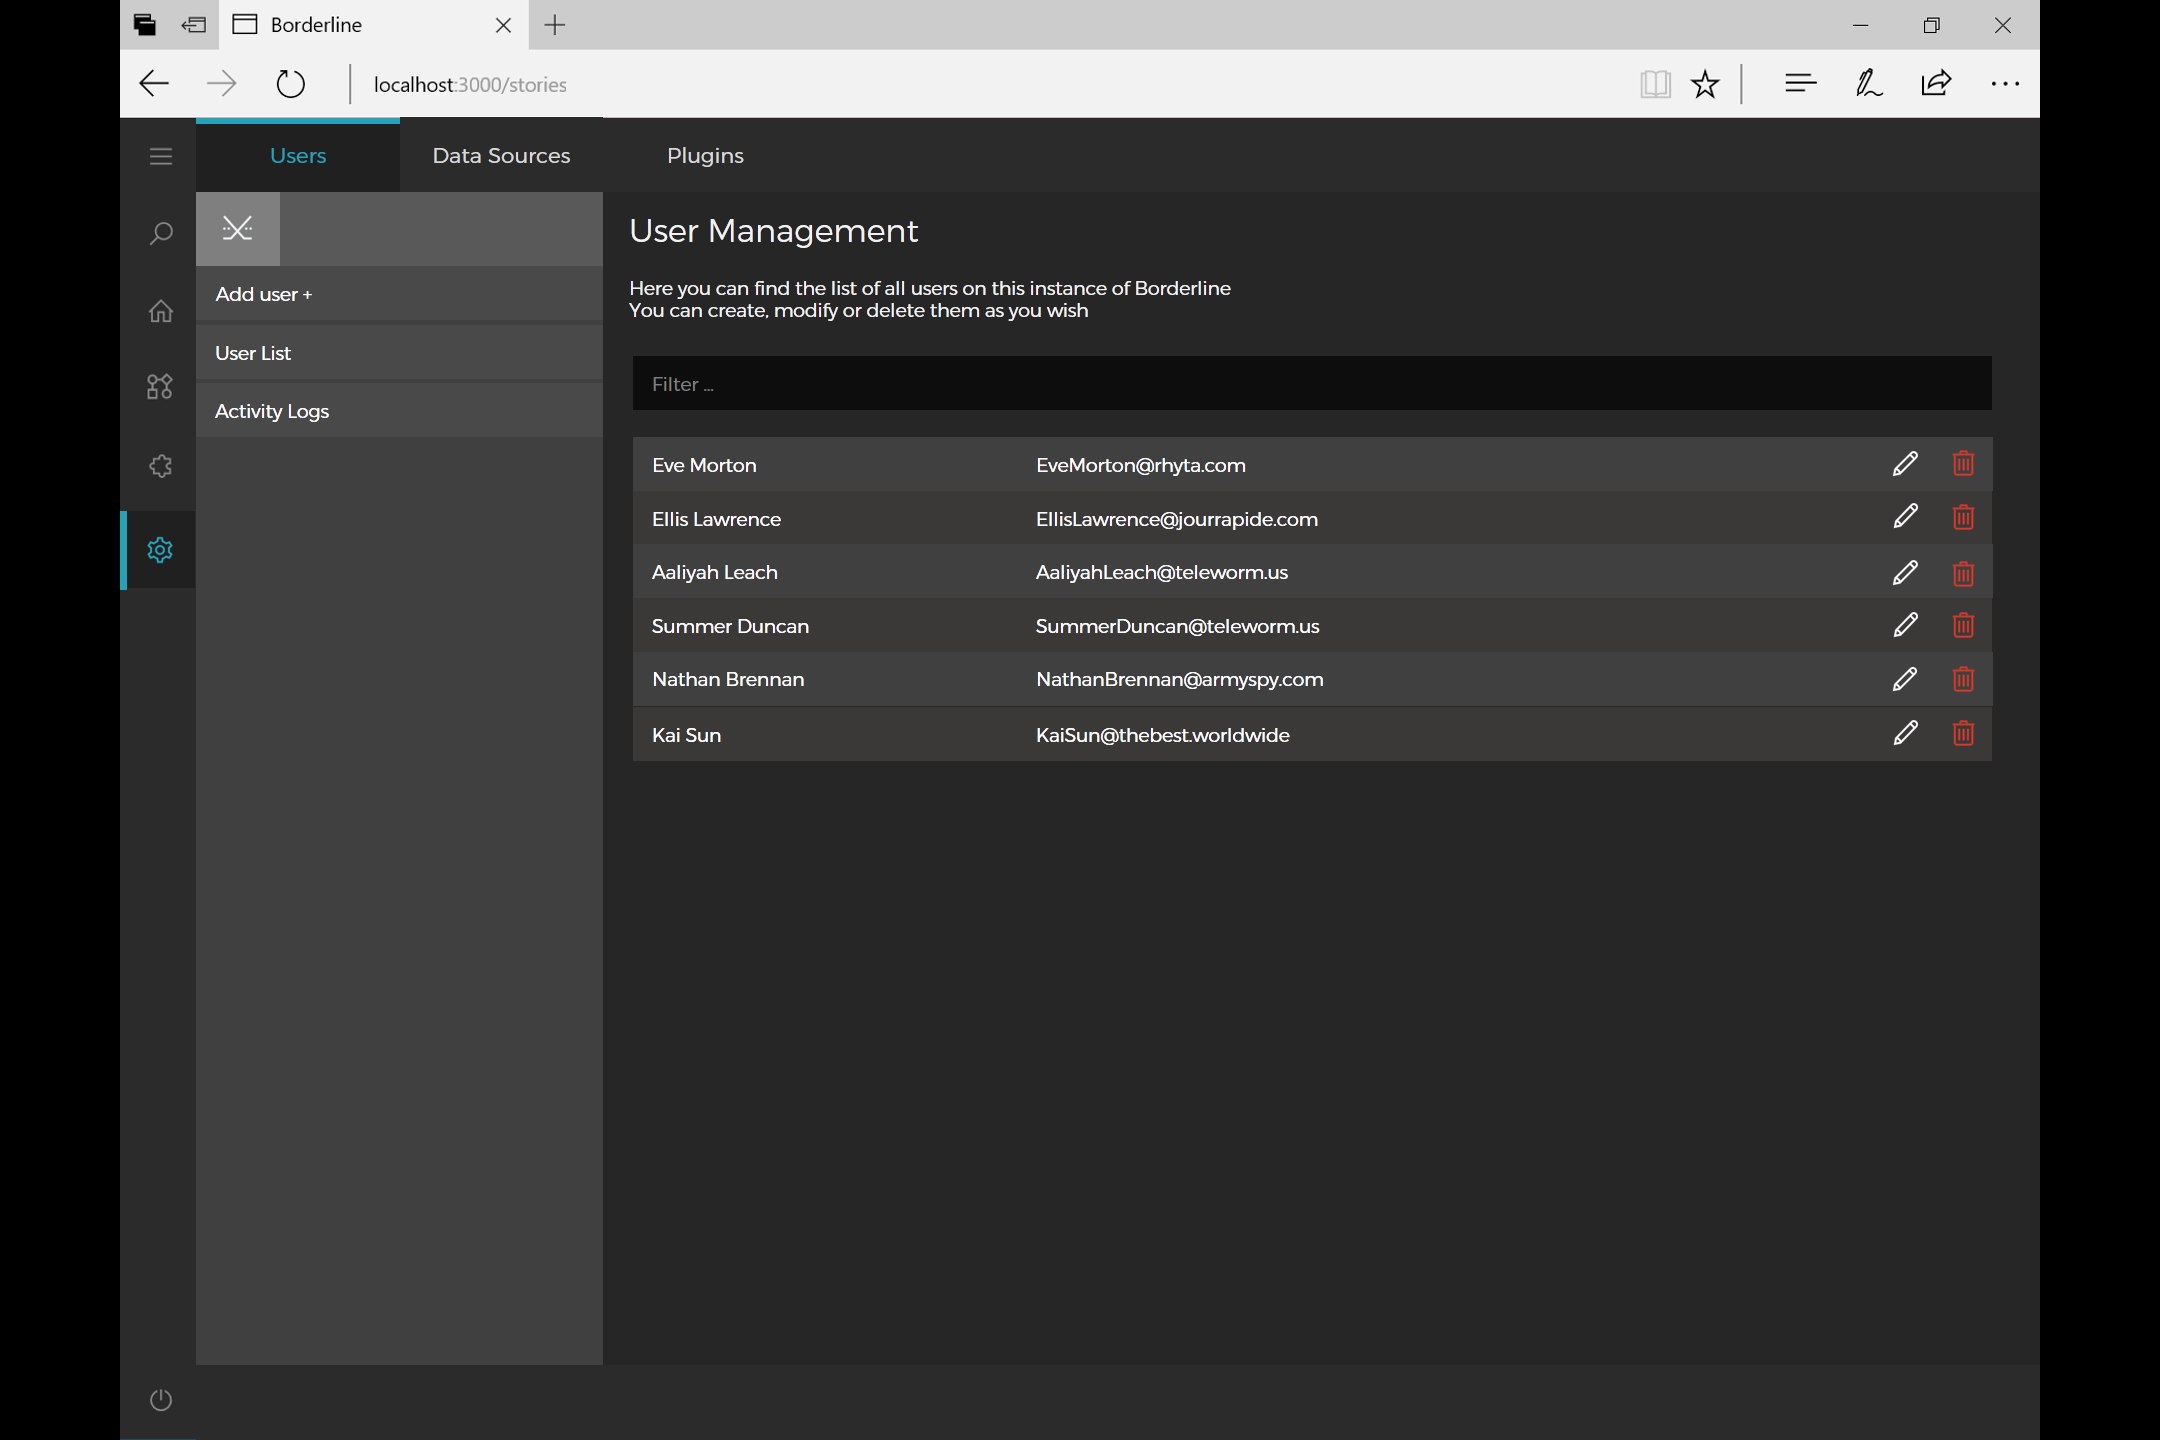 Borderline
localhost:3000/stories
Users
Data Sources
Plugins
Add user +
User List
Activity Logs
User Management
Here you can find the list of all users on this instance of Borderline
You can create, modify or delete them as you wish
Filter ...
Eve Morton EveMorton@rhyta.com
Ellis Lawrence EllisLawrence@jourrapide.com
Aaliyah Leach AaliyahLeach@teleworm.us
Summer Duncan SummerDuncan@teleworm.us
Nathan Brennan NathanBrennan@armyspy.com
Kai Sun KaiSun@thebest.worldwide